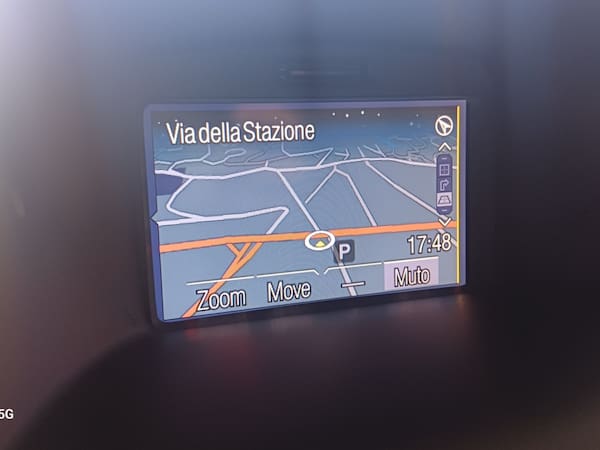 Via della Stazione
P
17:48
Zoom Move — Muto
5G